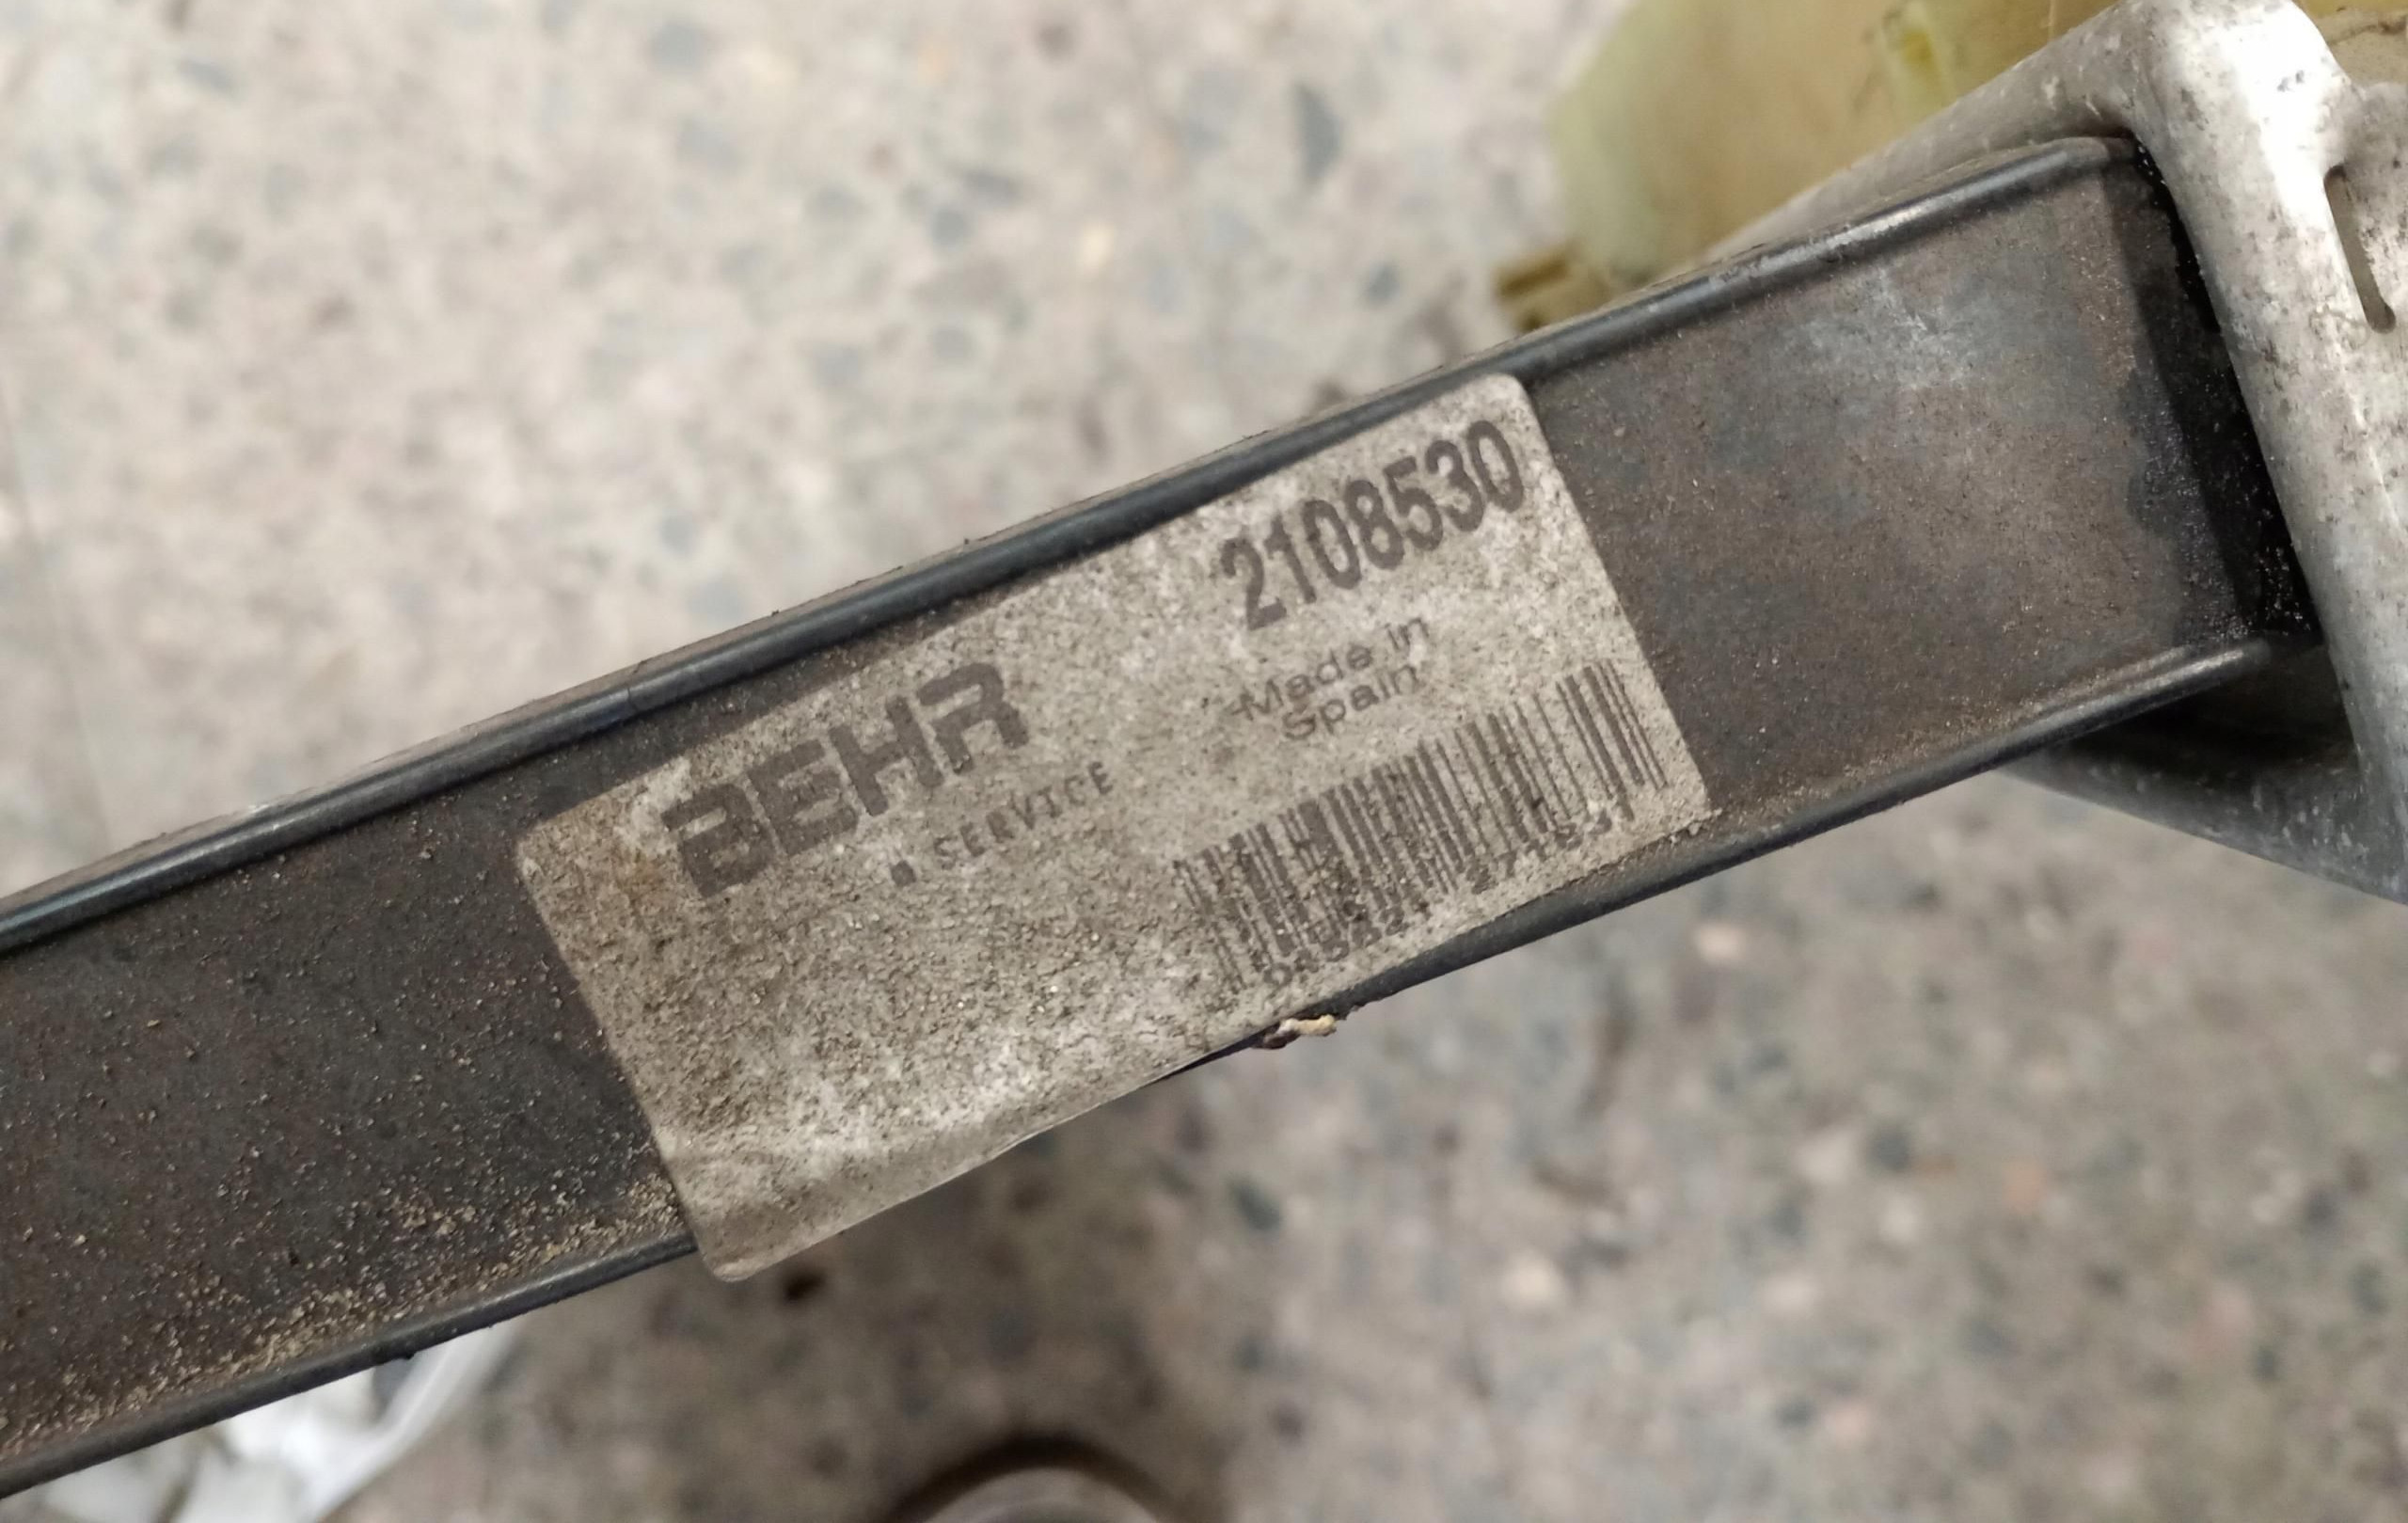 2108530
Made in
Spain
BEHR
SERVICE